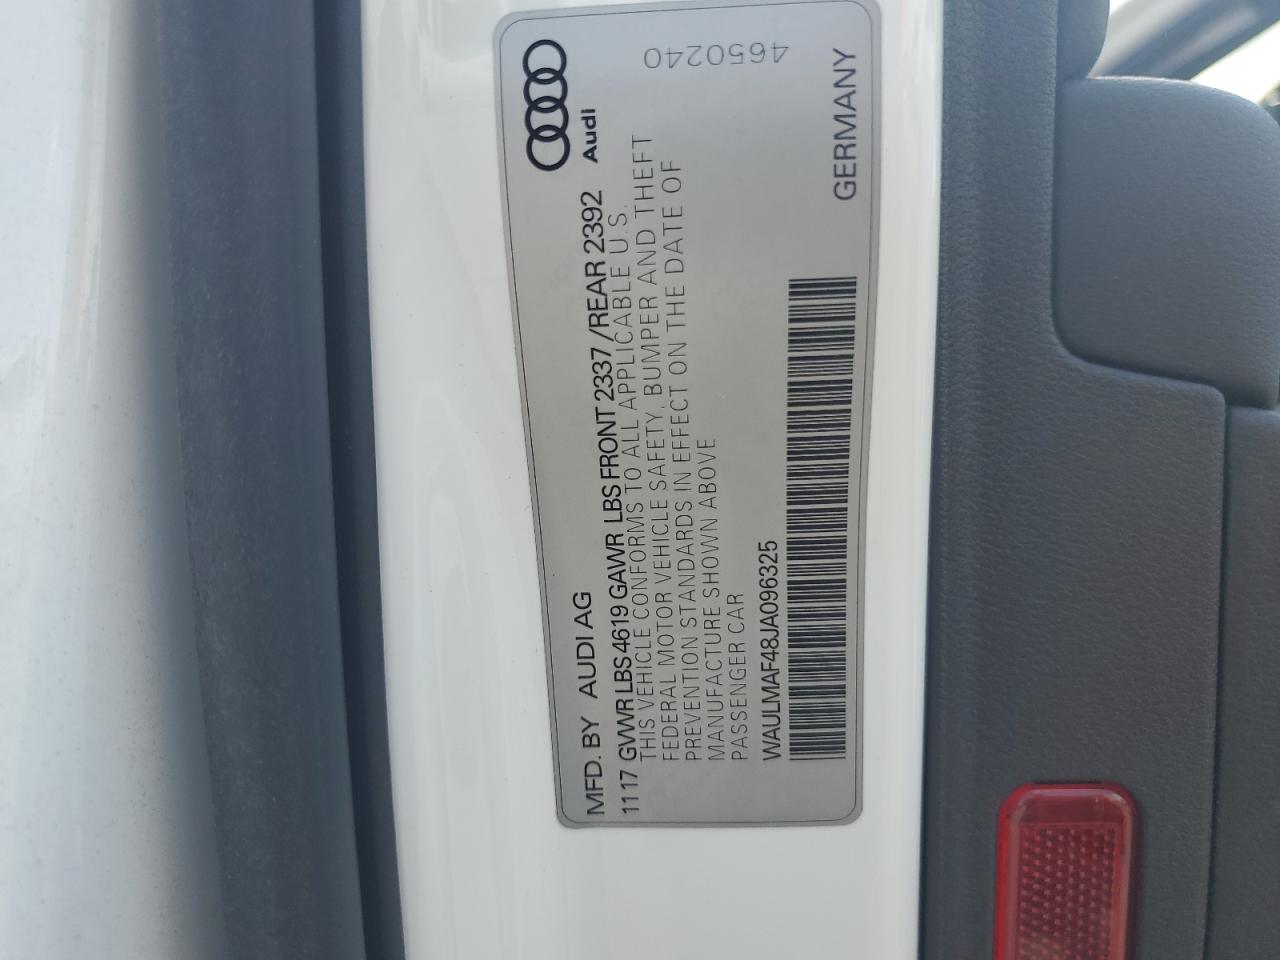 MFD. BY AUDI AG
Audi
11 17 GVWR LBS 4619 GAWR LBS FRONT 2337 /REAR 2392
THIS VEHICLE CONFORMS TO ALL APPLICABLE U.S.
FEDERAL MOTOR VEHICLE SAFETY, BUMPER AND THEFT
PREVENTION STANDARDS IN EFFECT ON THE DATE OF
MANUFACTURE SHOWN ABOVE
PASSENGER CAR
WAULMAF48JA096325
GERMANY
4650240